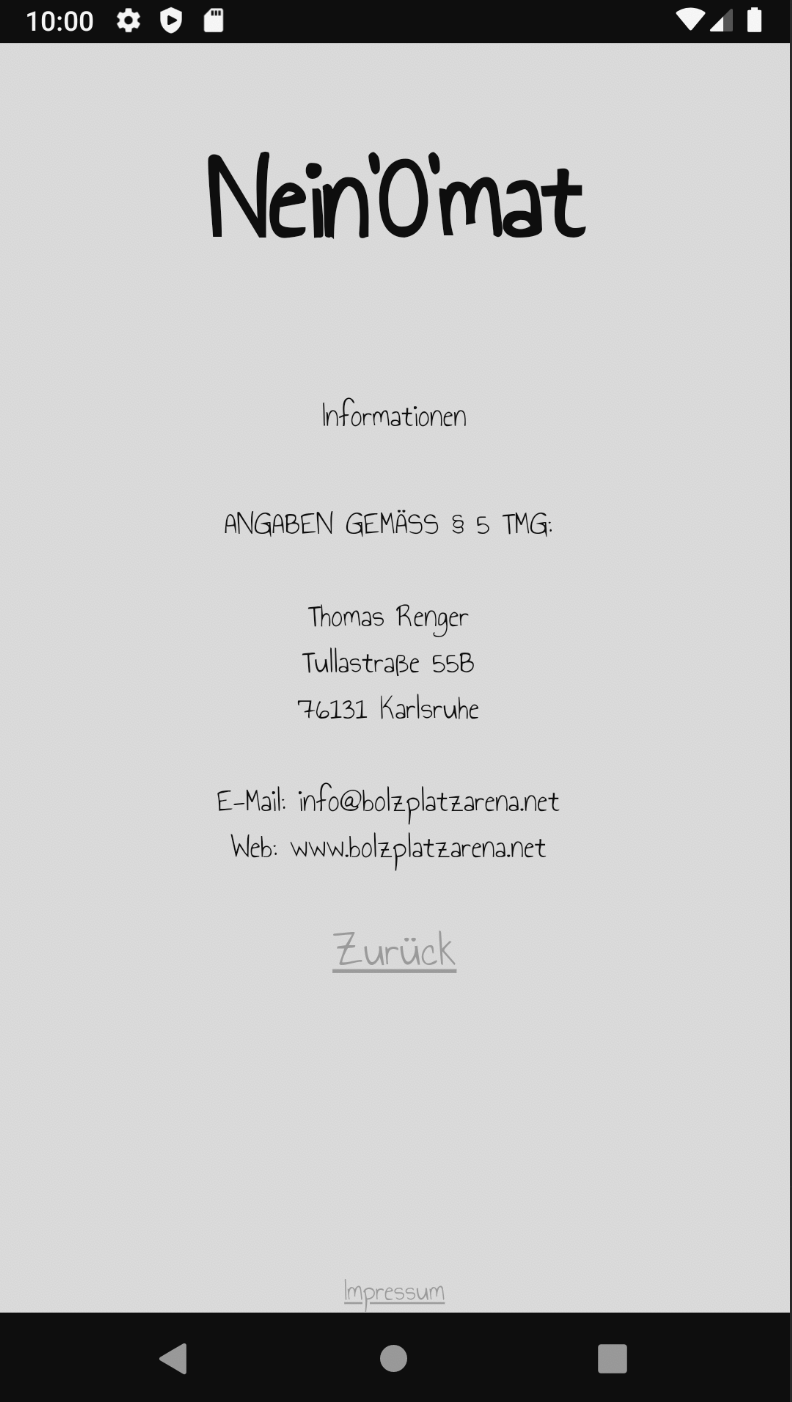 10:00
Nein'O'mat
Informationen
ANGABEN GEMÄSS § 5 TMG:
Thomas Renger
Tullastraße 55B
76131 Karlsruhe
E-Mail: info@bolzplatzarena.net
Web: www.bolzplatzarena.net
Zurück
Impressum